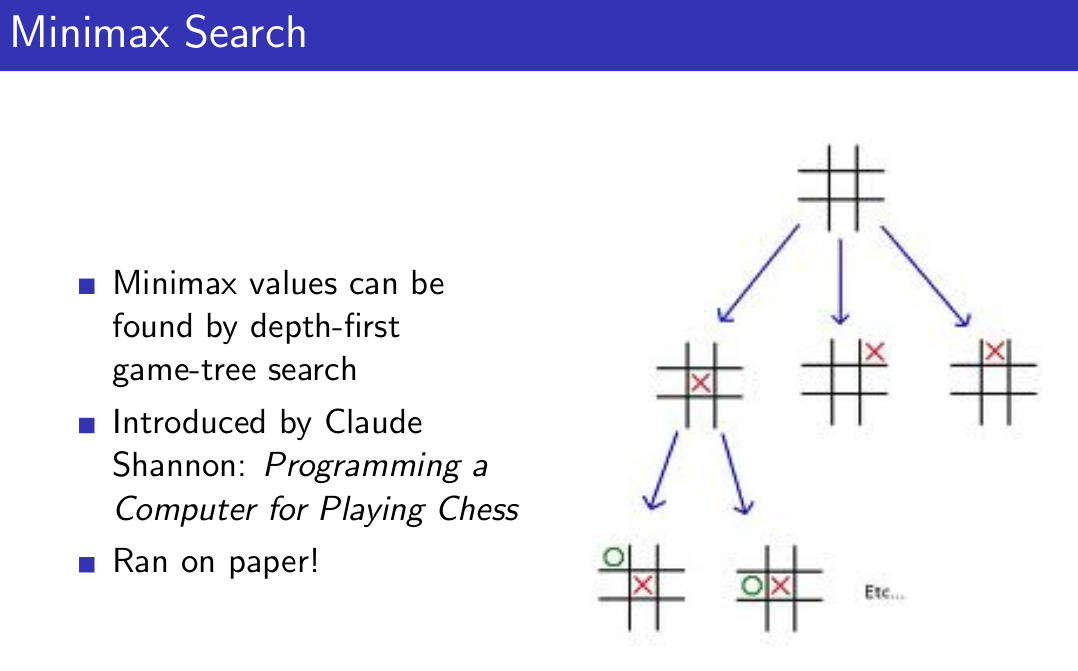 Minimax Search
Minimax values can be
found by depth-first
game-tree search
Introduced by Claude
Shannon: Programming a
Computer for Playing Chess
Ran on paper!
Etc...